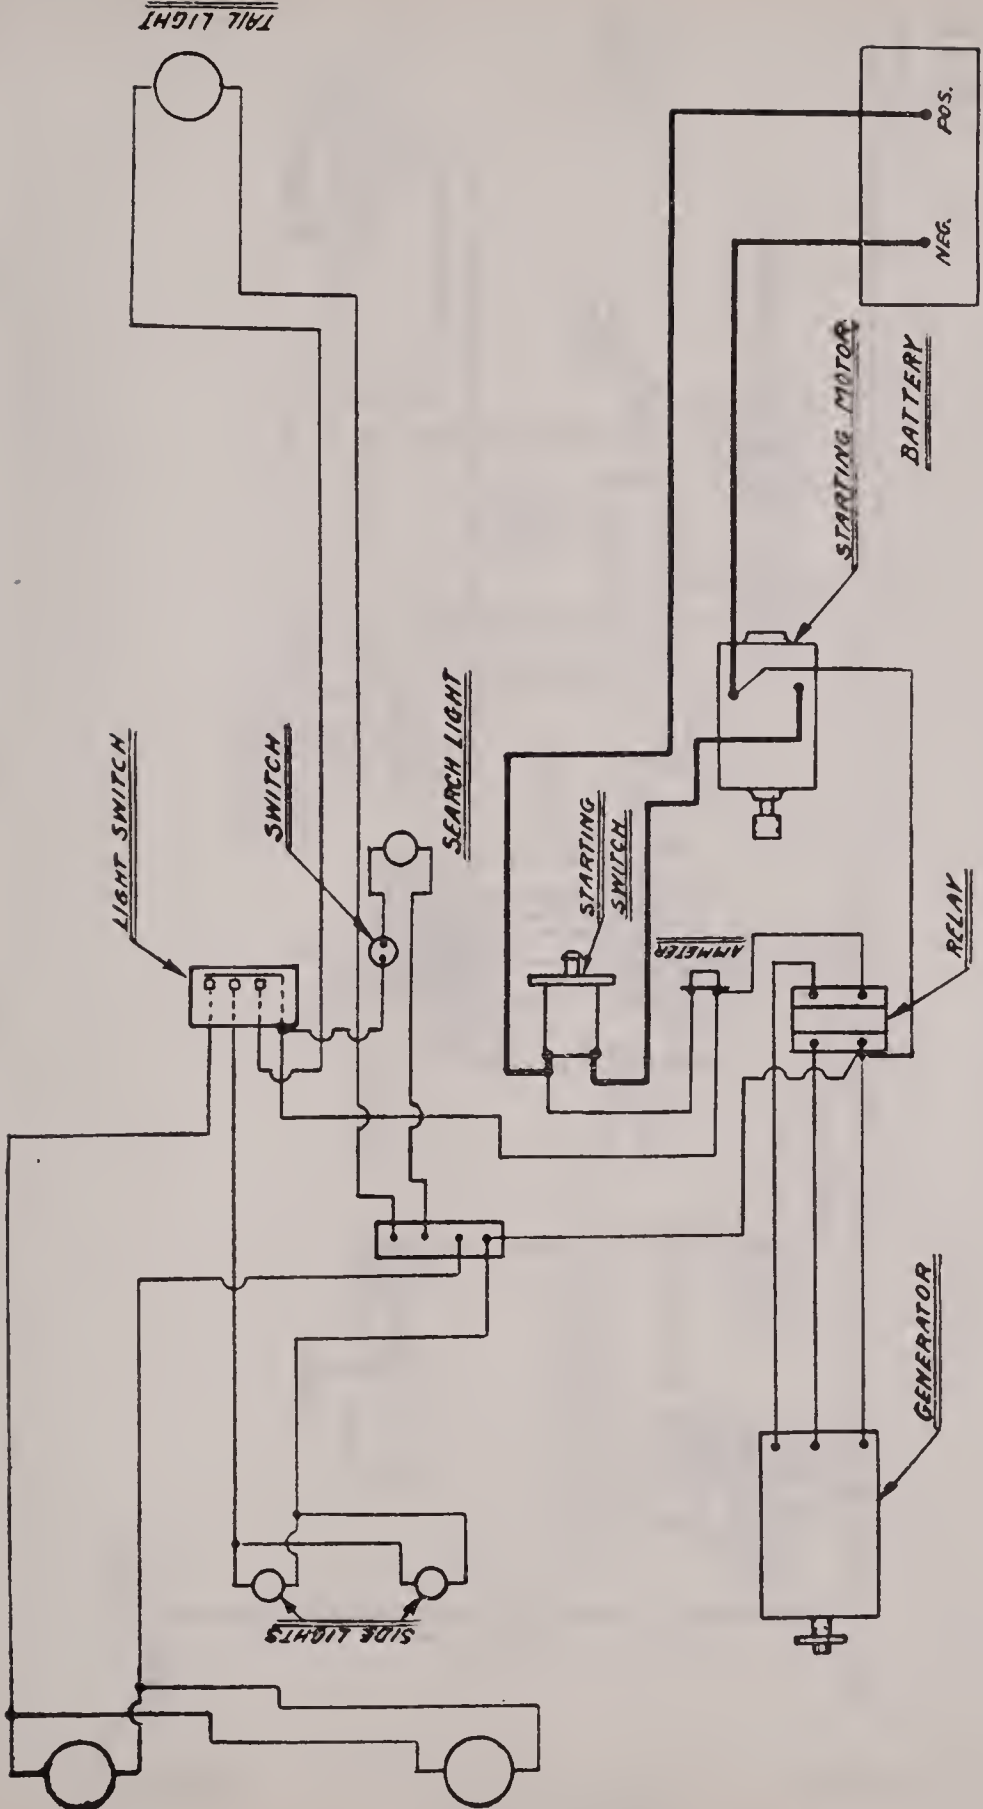 TAIL LIGHT
POS.
NEG.
BATTERY
STARTING MOTOR
LIGHT SWITCH
SWITCH
SEARCH LIGHT
STARTING
SWITCH
AMMETER
RELAY
GENERATOR
SIDE LIGHTS